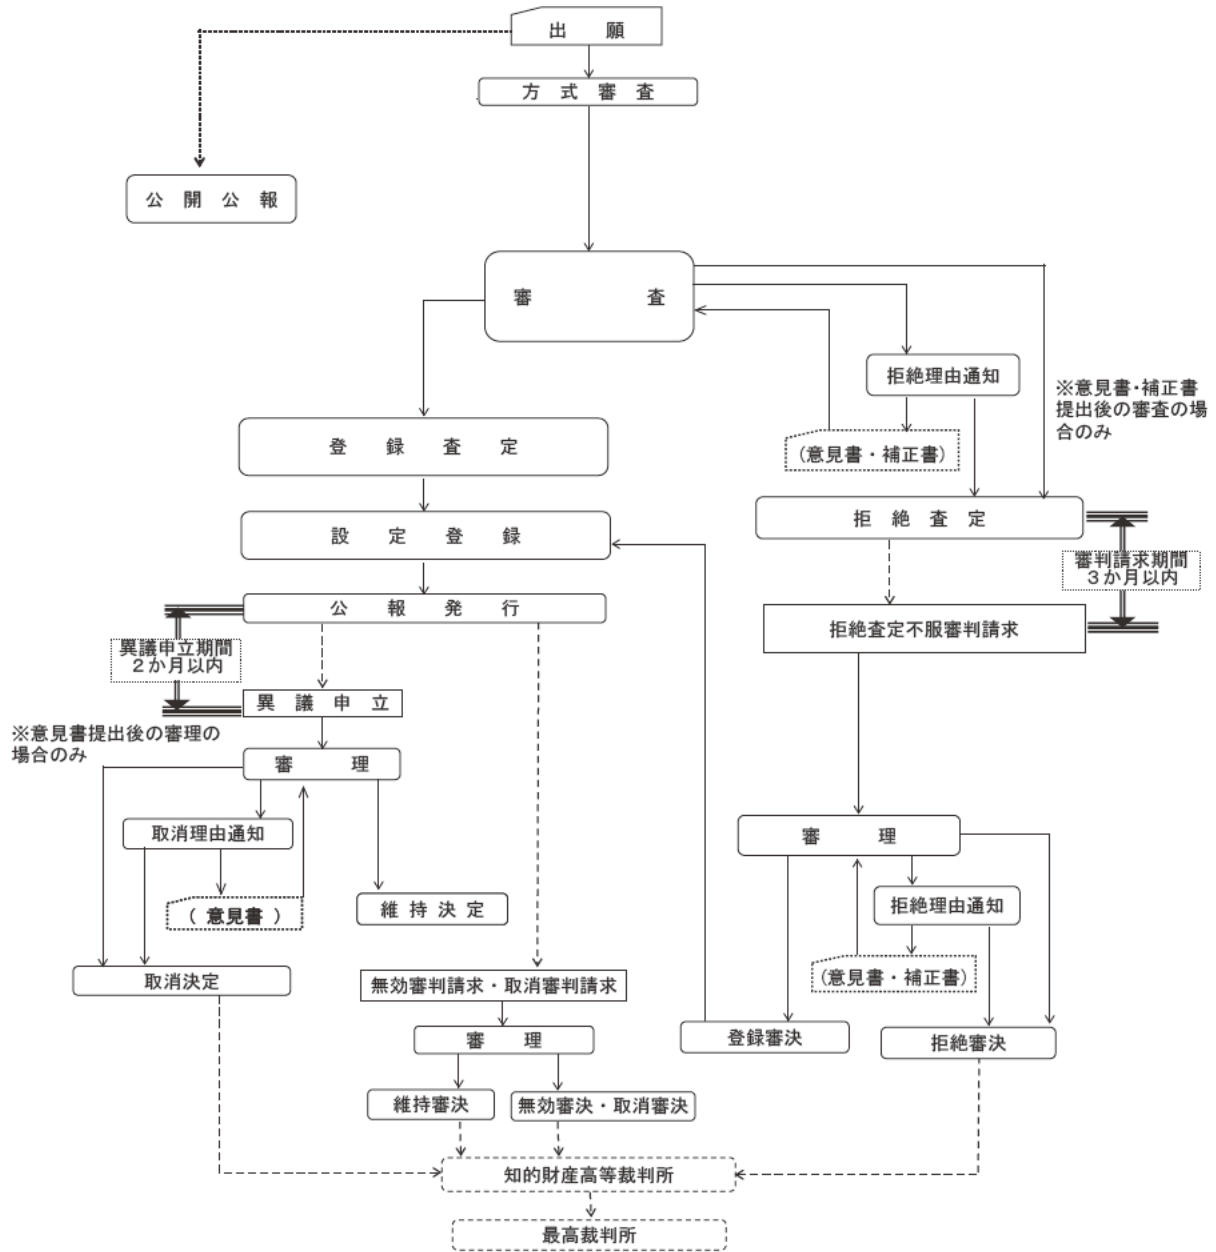 出願
方式審査
公開公報
審査
拒絶理由通知
※意見書・補正書
提出後の審査の場
合のみ
(意見書・補正書)
登録査定
拒絶査定
設定登録
審判請求期間
３か月以内
公報発行
拒絶査定不服審判請求
異議申立期間
２か月以内
異議申立
※意見書提出後の審理の
場合のみ
審理
取消理由通知
審理
(意見書)
維持決定
拒絶理由通知
(意見書・補正書)
取消決定
無効審判請求・取消審判請求
審理
登録審決
拒絶審決
維持審決
無効審決・取消審決
知的財産高等裁判所
最高裁判所